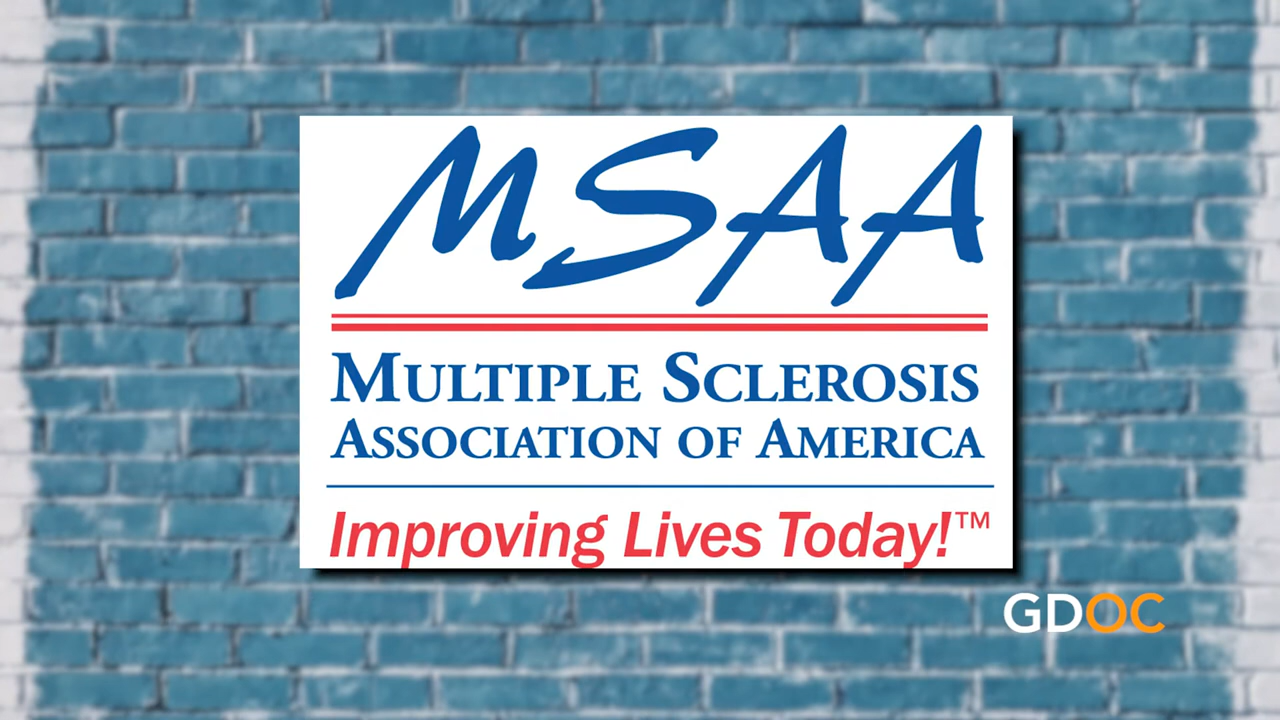 MSAA
MULTIPLE SCLEROSIS
ASSOCIATION OF AMERICA
Improving Lives Today!™
GDOC